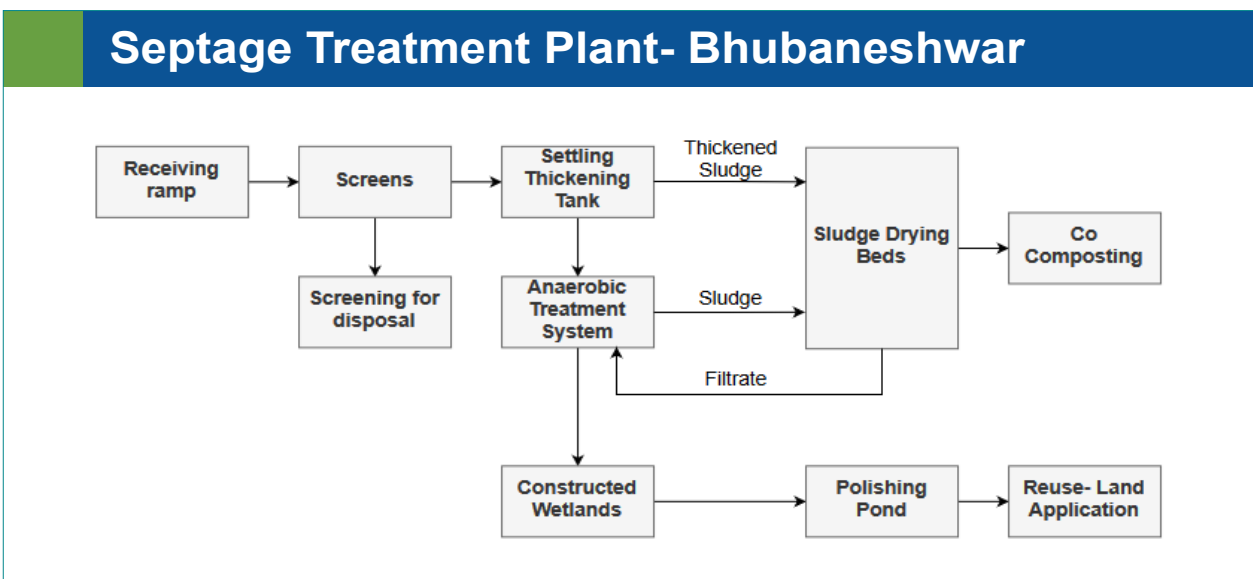 Septage Treatment Plant- Bhubaneshwar
Receiving
ramp
Screens
Settling
Thickening
Tank
Thickened
Sludge
Sludge Drying
Beds
Co
Composting
Screening for
disposal
Anaerobic
Treatment
System
Sludge
Filtrate
Constructed
Wetlands
Polishing
Pond
Reuse- Land
Application